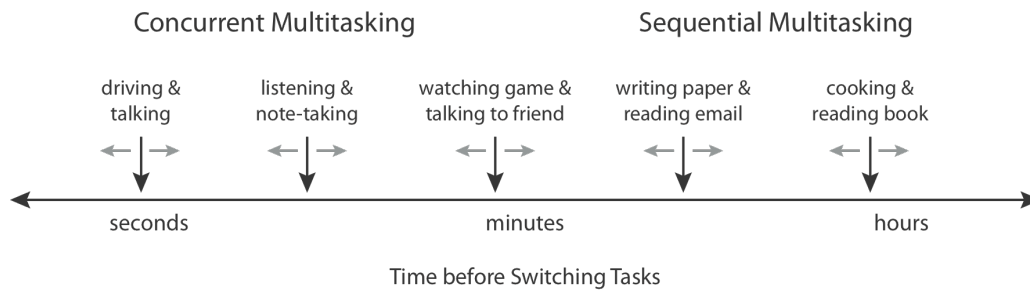 Concurrent Multitasking
Sequential Multitasking
driving &
talking
listening &
note-taking
watching game &
talking to friend
writing paper &
reading email
cooking &
reading book
seconds
minutes
hours
Time before Switching Tasks